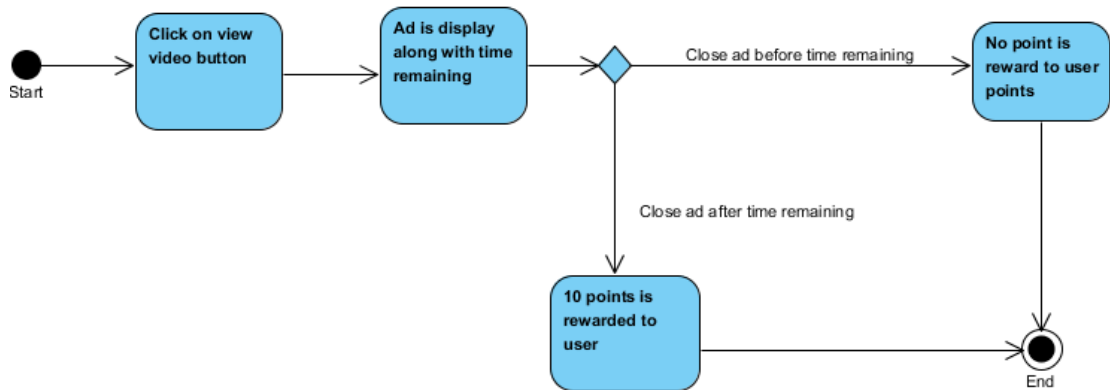 Start
Click on view
video button
Ad is display
along with time
remaining
Close ad before time remaining
No point is
reward to user
points
Close ad after time remaining
10 points is
rewarded to
user
End